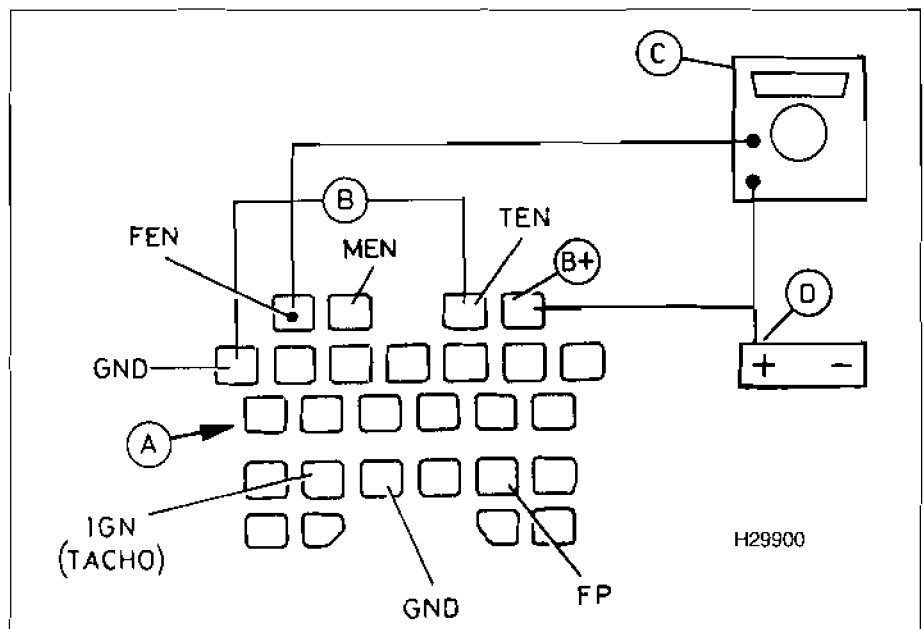 C
B
FEN
MEN
TEN
B+
D
+ -
GND
A
IGN
(TACHO)
GND
FP
H29900